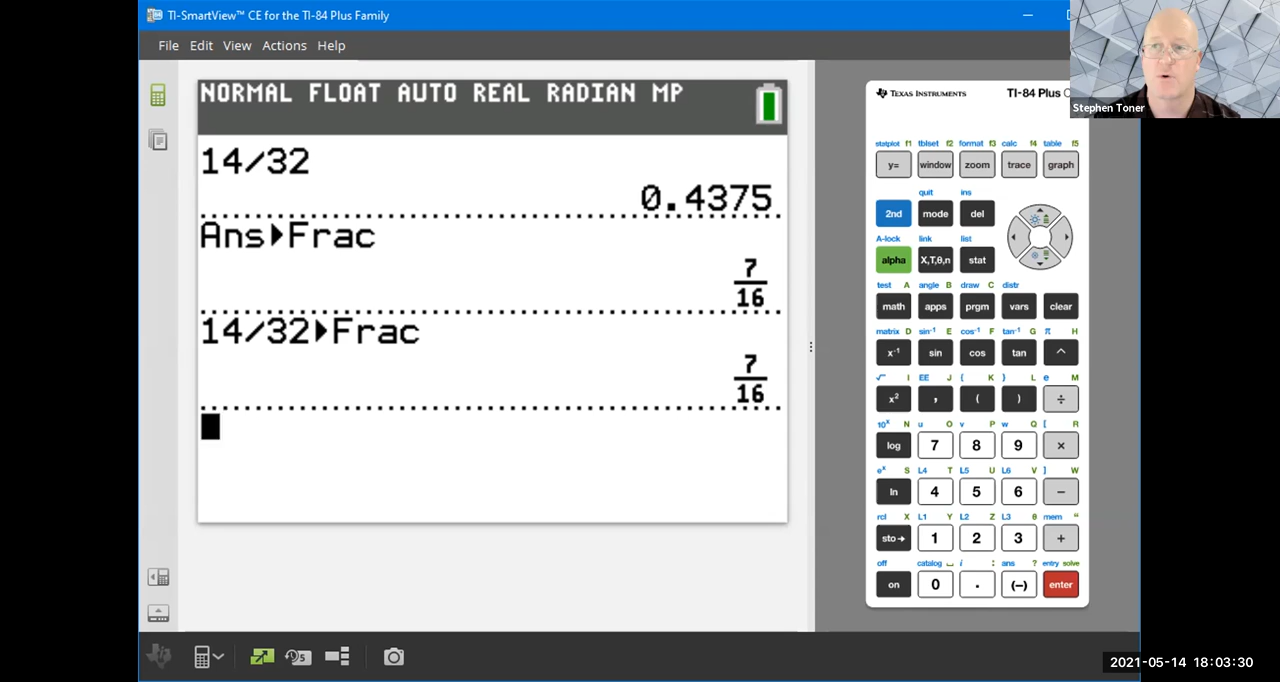 TI-SmartView™ CE for the TI-84 Plus Family
File Edit View Actions Help
Stephen Toner
NORMAL FLOAT AUTO REAL RADIAN MP
14/32
0.4375
Ans▶Frac
7
16
14/32▶Frac
7
16
TEXAS INSTRUMENTS TI-84 Plus C
statplot f1 tblset f2 format f3 calc f4 table f5
y= window zoom trace graph
quit ins
2nd mode del
A-lock link list
alpha X,T,θ,n stat
test A angle B draw C distr
math apps prgm vars clear
matrix D sin⁻¹ E cos⁻¹ F tan⁻¹ G π H
x⁻¹ sin cos tan ^
√ I EE J { K } L e M
x² , ( ) ÷
10ˣ N u O v P w Q [ R
log 7 8 9 ×
eˣ S L4 T L5 U L6 V ] W
ln 4 5 6 −
rcl X L1 Y L2 Z L3 θ mem "
sto→ 1 2 3 +
off catalog ⎵ i : ans ? entry solve
on 0 . (−) enter
5
2021-05-14 18:03:30